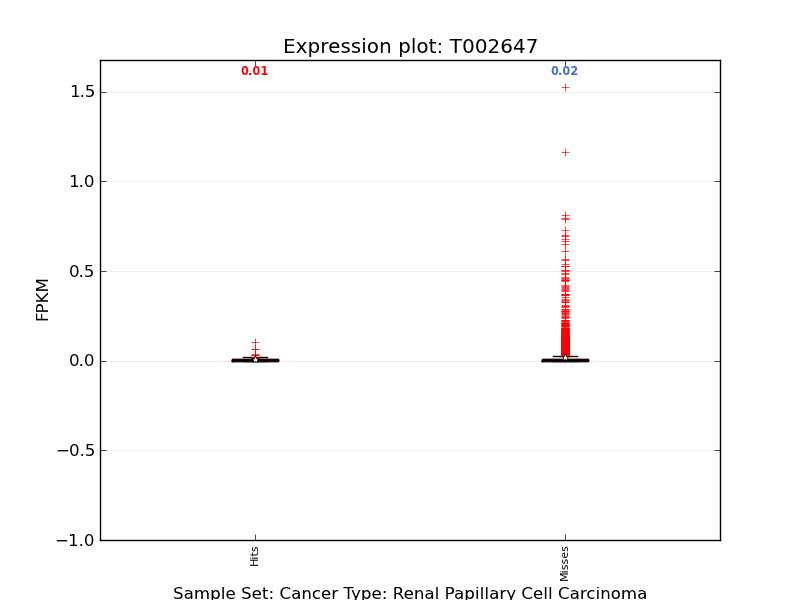 Expression plot: T002647
0.01
0.02
1.5
1.0
0.5
0.0
−0.5
−1.0
FPKM
Hits
Misses
Sample Set: Cancer Type: Renal Papillary Cell Carcinoma